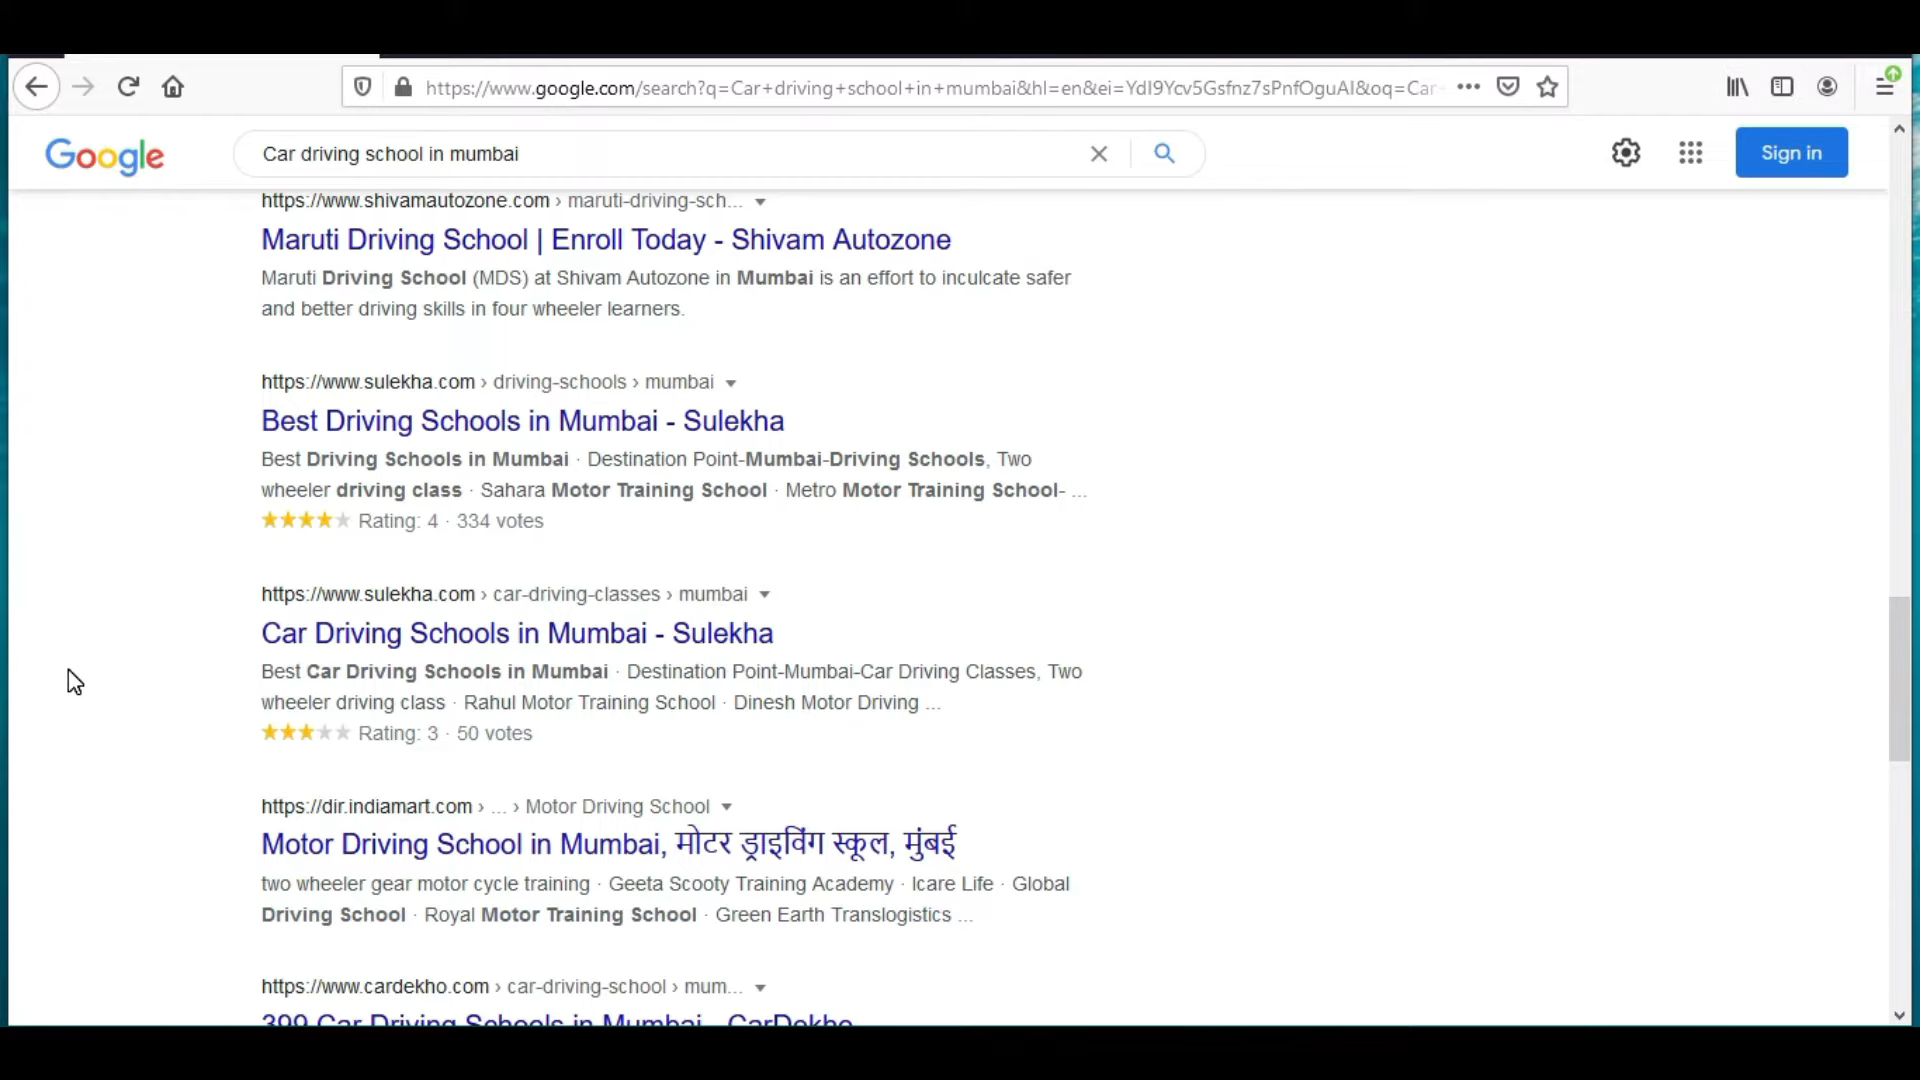 https://www.google.com/search?q=Car+driving+school+in+mumbai&hl=en&ei=YdI9Ycv5Gsfnz7sPnfOguAI&oq=Car
Google
Car driving school in mumbai
Sign in
https://www.shivamautozone.com › maruti-driving-sch...
Maruti Driving School | Enroll Today - Shivam Autozone
Maruti Driving School (MDS) at Shivam Autozone in Mumbai is an effort to inculcate safer
and better driving skills in four wheeler learners.
https://www.sulekha.com › driving-schools › mumbai
Best Driving Schools in Mumbai - Sulekha
Best Driving Schools in Mumbai · Destination Point-Mumbai-Driving Schools, Two
wheeler driving class · Sahara Motor Training School · Metro Motor Training School- ...
Rating: 4 · 334 votes
https://www.sulekha.com › car-driving-classes › mumbai
Car Driving Schools in Mumbai - Sulekha
Best Car Driving Schools in Mumbai · Destination Point-Mumbai-Car Driving Classes, Two
wheeler driving class · Rahul Motor Training School · Dinesh Motor Driving ...
Rating: 3 · 50 votes
https://dir.indiamart.com › ... › Motor Driving School
Motor Driving School in Mumbai, मोटर ड्राइविंग स्कूल, मुंबई
two wheeler gear motor cycle training · Geeta Scooty Training Academy · Icare Life · Global
Driving School · Royal Motor Training School · Green Earth Translogistics ...
https://www.cardekho.com › car-driving-school › mum...
399 Car Driving Schools in Mumbai - CarDekho